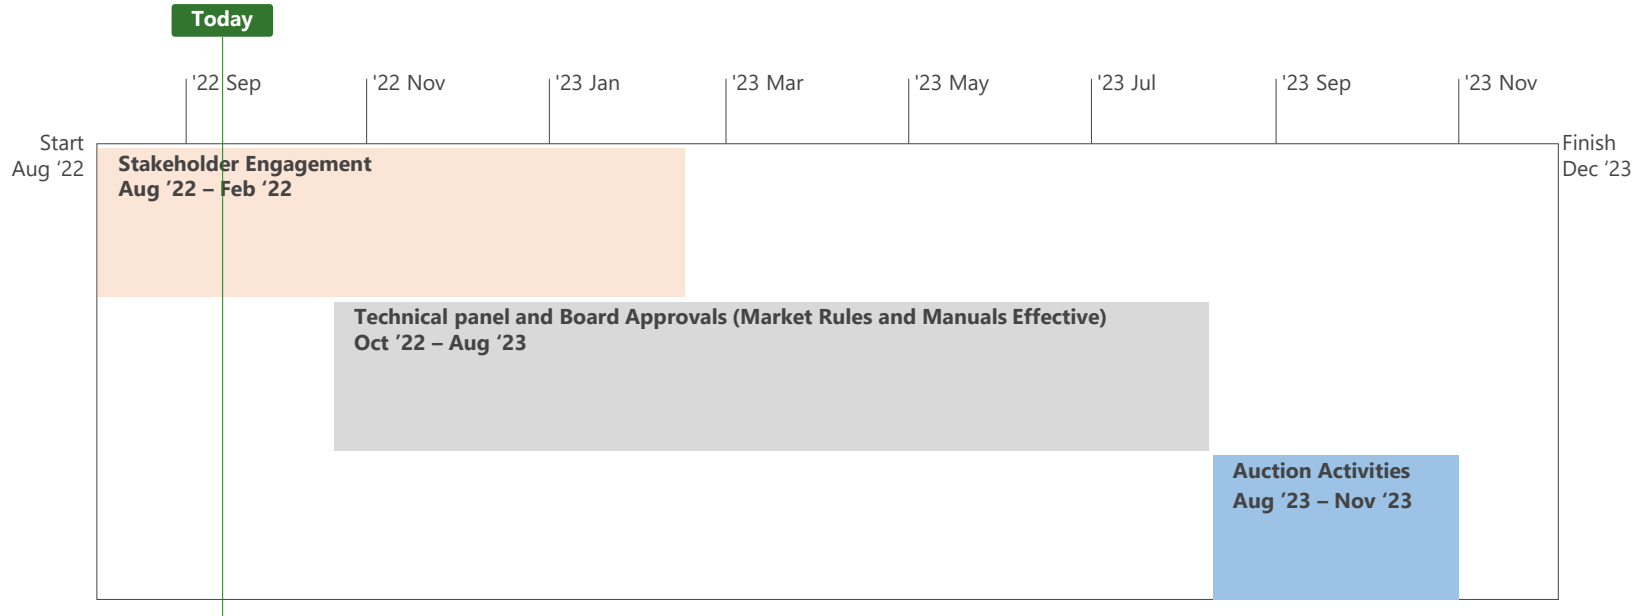 Today
'22 Sep
'22 Nov
'23 Jan
'23 Mar
'23 May
'23 Jul
'23 Sep
'23 Nov
Start
Aug ‘22
Finish
Dec ‘23
Stakeholder Engagement
Aug ’22 – Feb ‘22
Technical panel and Board Approvals (Market Rules and Manuals Effective)
Oct ’22 – Aug ‘23
Auction Activities
Aug ’23 – Nov ‘23